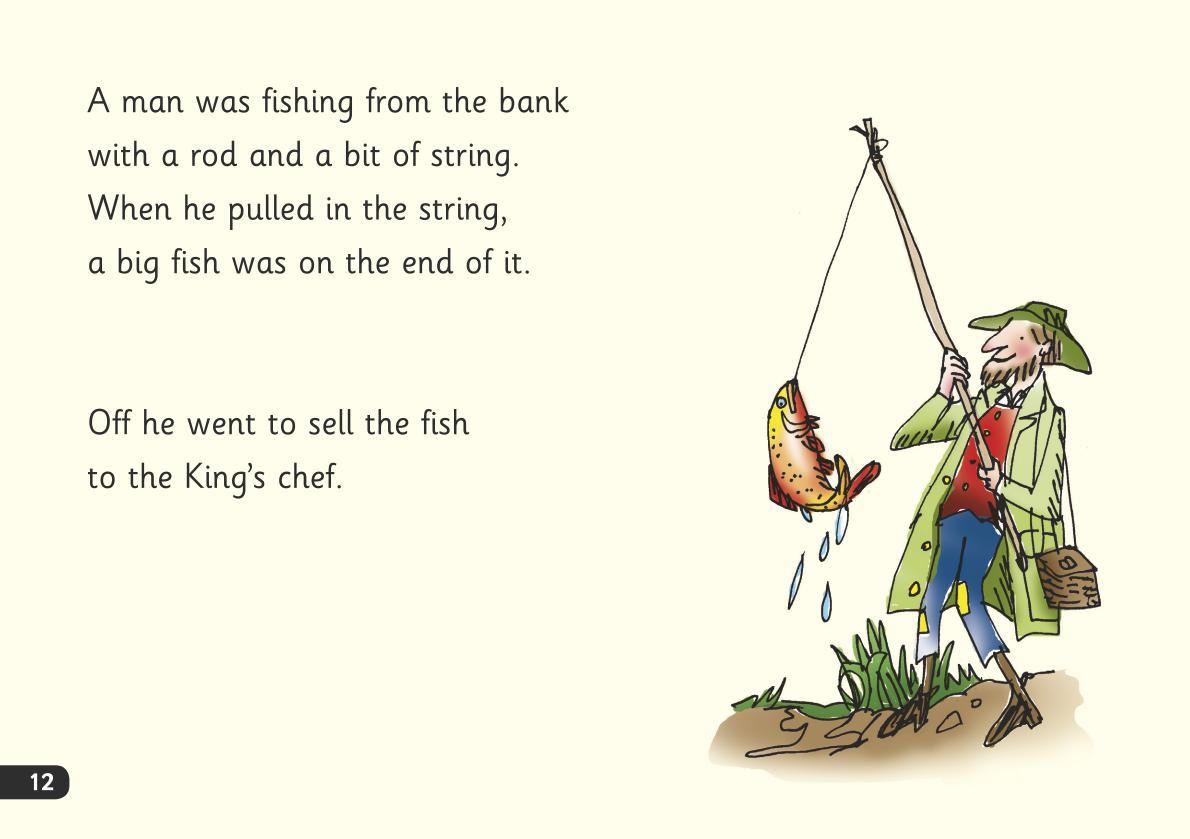 A man was fishing from the bank
with a rod and a bit of string.
When he pulled in the string,
a big fish was on the end of it.
Off he went to sell the fish
to the King’s chef.
12